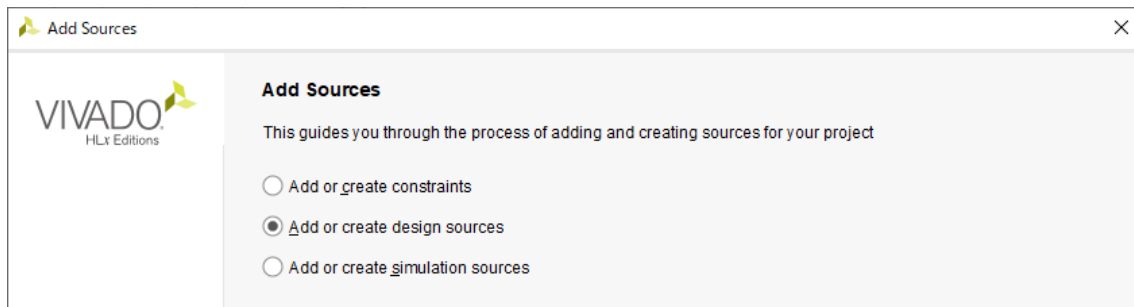 Add Sources
VIVADO.
HLx Editions
Add Sources
This guides you through the process of adding and creating sources for your project
Add or create constraints
Add or create design sources
Add or create simulation sources